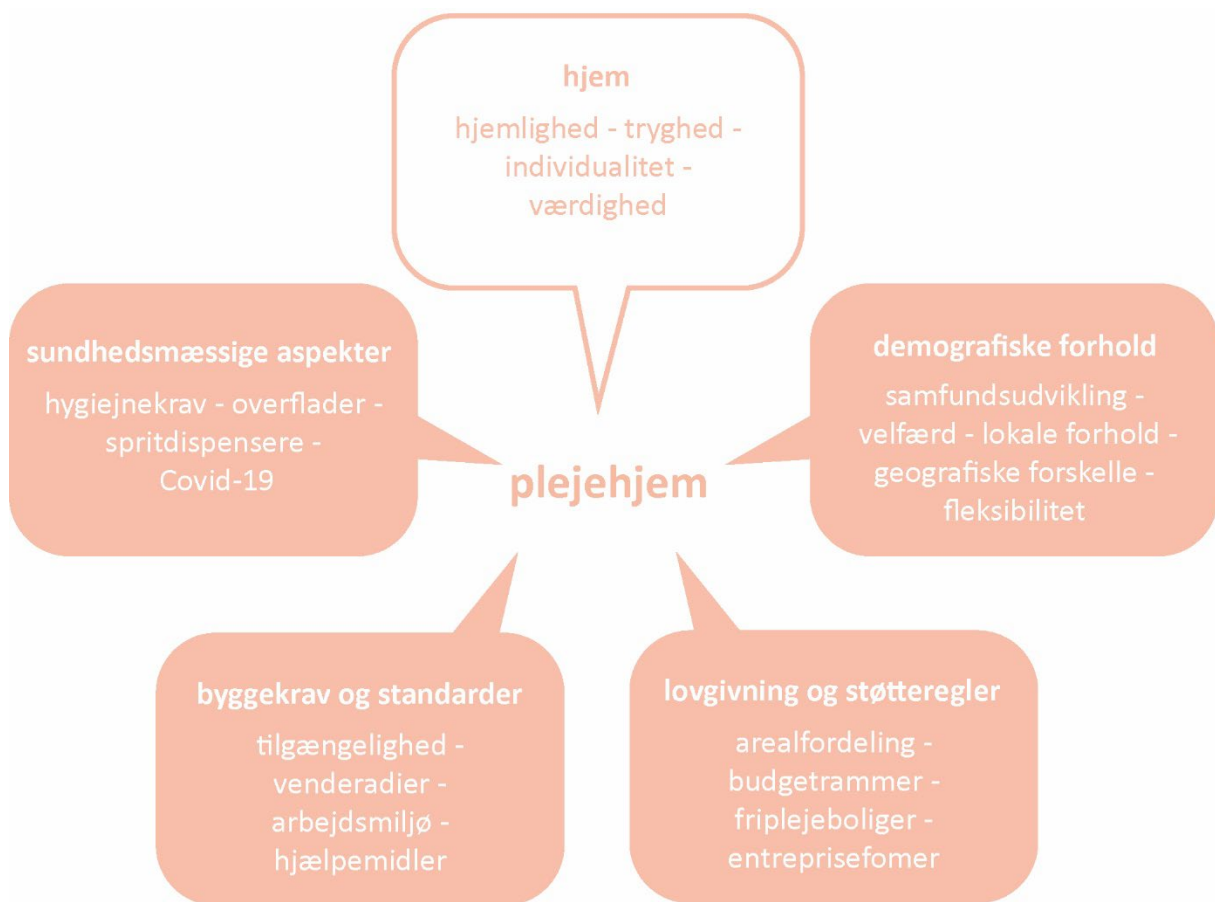 hjem
hjemlighed - tryghed -
individualitet -
værdighed
sundhedsmæssige aspekter
hygiejnekrav - overflader -
spritdispensere -
Covid-19
demografiske forhold
samfundsudvikling -
velfærd - lokale forhold -
geografiske forskelle -
fleksibilitet
plejehjem
byggekrav og standarder
tilgængelighed -
venderadier -
arbejdsmiljø -
hjælpemidler
lovgivning og støtteregler
arealfordeling -
budgetrammer -
friplejeboliger -
entreprisefomer